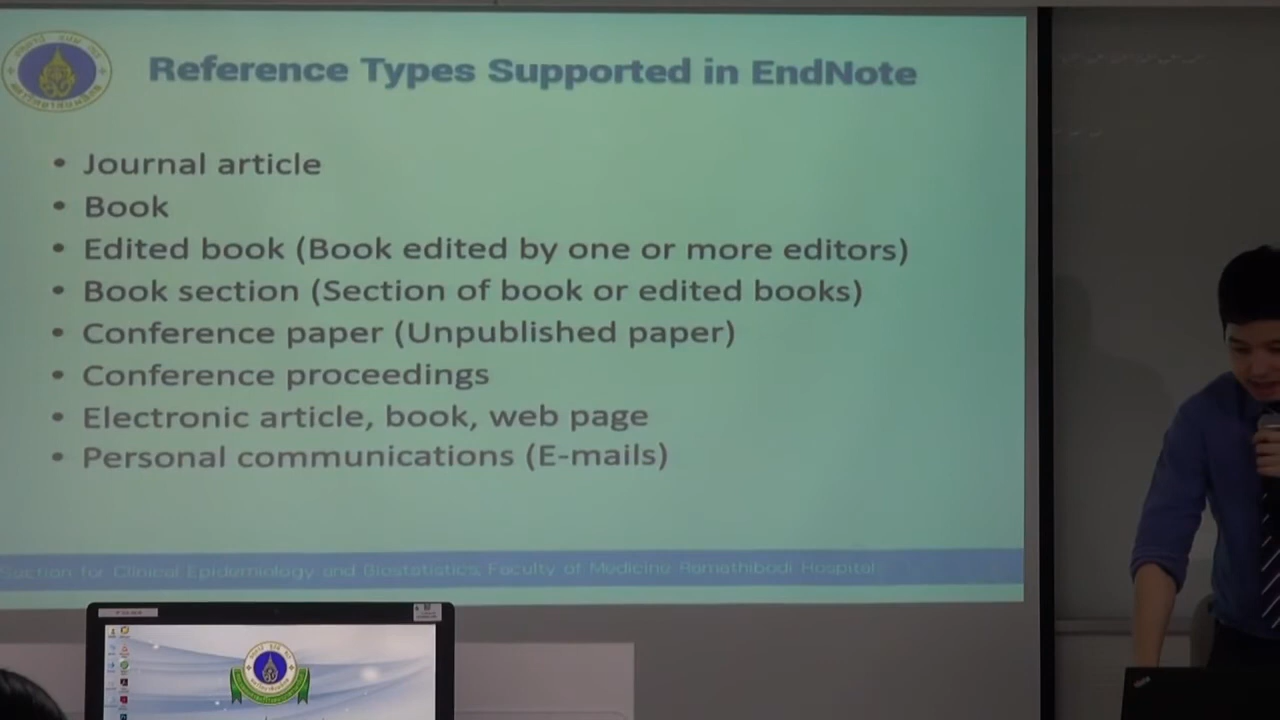 Reference Types Supported in EndNote
• Journal article
• Book
• Edited book (Book edited by one or more editors)
• Book section (Section of book or edited books)
• Conference paper (Unpublished paper)
• Conference proceedings
• Electronic article, book, web page
• Personal communications (E-mails)
Section for Clinical Epidemiology and Biostatistics, Faculty of Medicine Ramathibodi Hospital